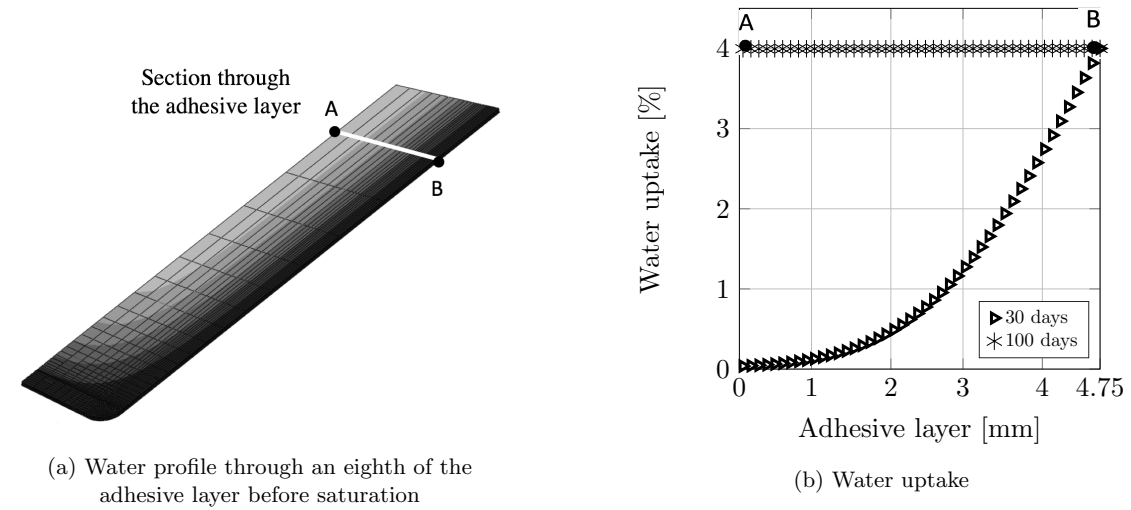 Section through
the adhesive layer
A
B
(a) Water profile through an eighth of the
adhesive layer before saturation
A
B
Water uptake [%]
4
3
2
1
0
30 days
100 days
0 1 2 3 4 4.75
Adhesive layer [mm]
(b) Water uptake